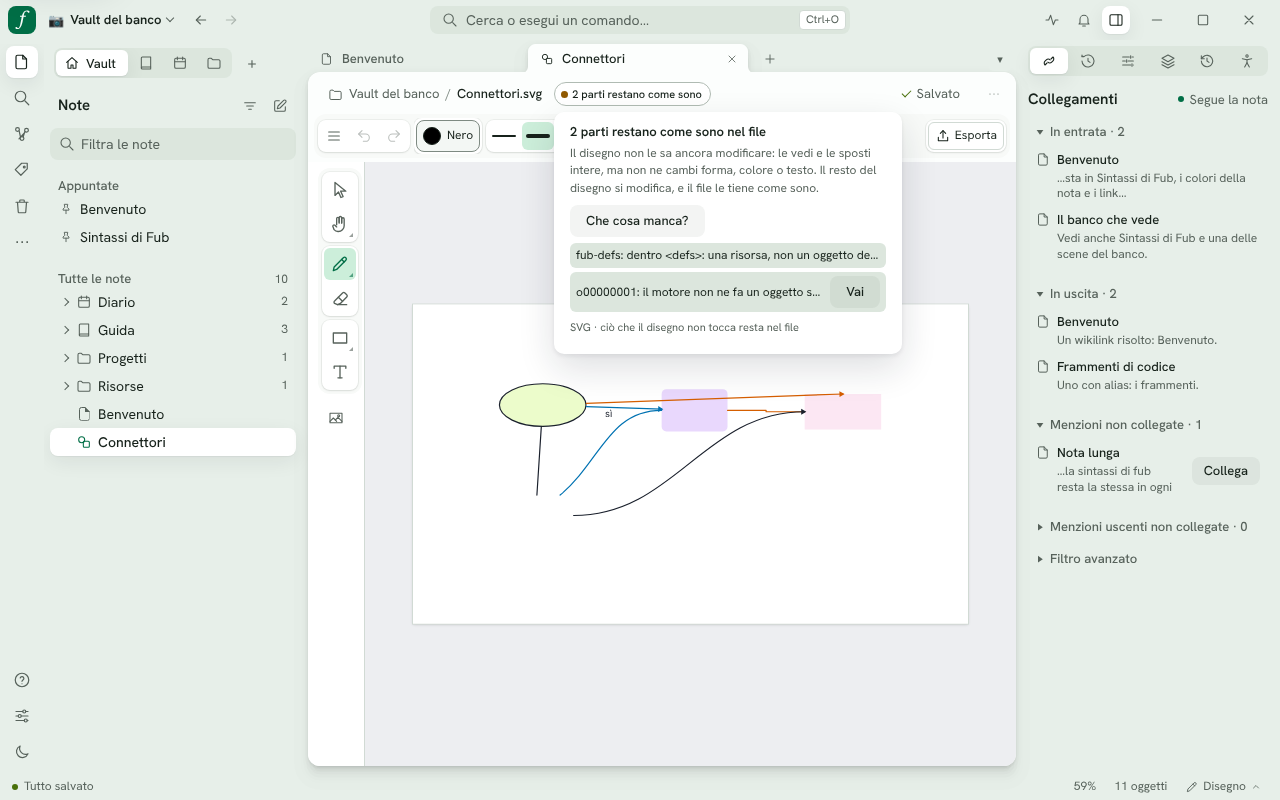 Vault del banco
Cerca o esegui un comando…
Ctrl+O
Vault
Note
Filtra le note
Appuntate
Benvenuto
Sintassi di Fub
Tutte le note 10
Diario 2
Guida 3
Progetti 1
Risorse 1
Benvenuto
Connettori
Tutto salvato
Benvenuto
Connettori
Vault del banco / Connettori.svg
2 parti restano come sono
Salvato
Nero
Esporta
2 parti restano come sono nel file
Il disegno non le sa ancora modificare: le vedi e le sposti
intere, ma non ne cambi forma, colore o testo. Il resto del
disegno si modifica, e il file le tiene come sono.
Che cosa manca?
fub-defs: dentro <defs>: una risorsa, non un oggetto de…
o00000001: il motore non ne fa un oggetto s…
Vai
SVG · ciò che il disegno non tocca resta nel file
sì
Collegamenti
Segue la nota
In entrata · 2
Benvenuto
…sta in Sintassi di Fub, i colori della
nota e i link…
Il banco che vede
Vedi anche Sintassi di Fub e una delle
scene del banco.
In uscita · 2
Benvenuto
Un wikilink risolto: Benvenuto.
Frammenti di codice
Uno con alias: i frammenti.
Menzioni non collegate · 1
Nota lunga
…la sintassi di fub
resta la stessa in ogni
Collega
Menzioni uscenti non collegate · 0
Filtro avanzato
59%
11 oggetti
Disegno